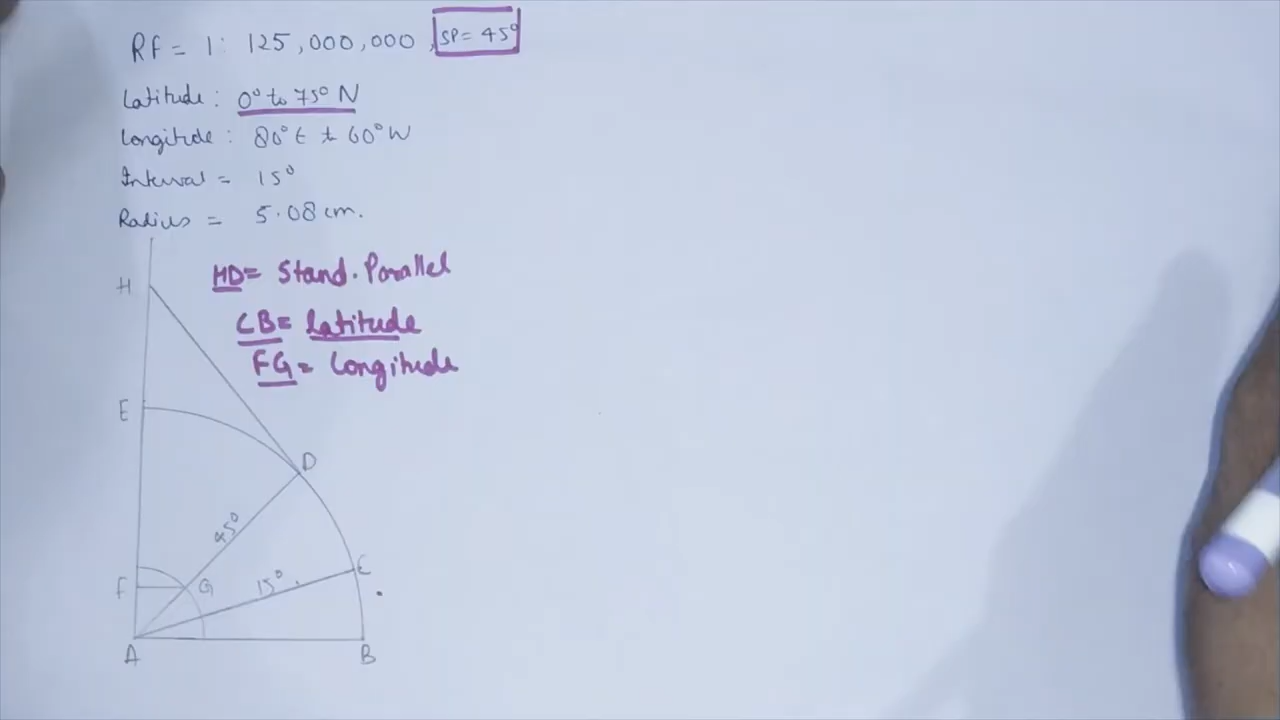 RF = 1: 125,000,000, SP= 45°
Latitude: 0° to 75° N
Longitude: 80° E to 60° W
Interval = 15°
Radius = 5.08 cm.
H
HD= Stand. Parallel
CB= Latitude
FG= Longitude
E
D
45°
C
15°
F
G
A
B